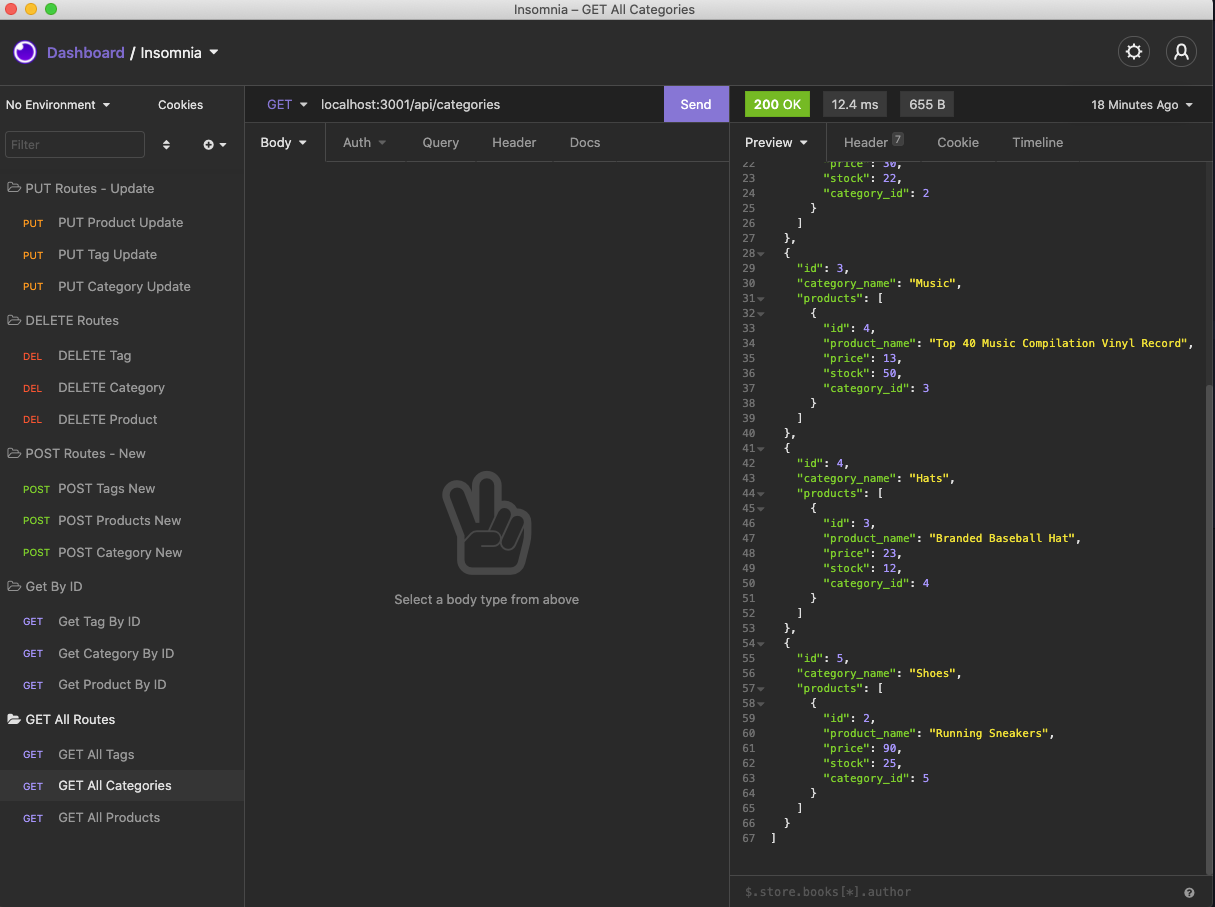 Insomnia – GET All Categories
Dashboard / Insomnia
No Environment
Cookies
Filter
PUT Routes - Update
PUT PUT Product Update
PUT PUT Tag Update
PUT PUT Category Update
DELETE Routes
DEL DELETE Tag
DEL DELETE Category
DEL DELETE Product
POST Routes - New
POST POST Tags New
POST POST Products New
POST POST Category New
Get By ID
GET Get Tag By ID
GET Get Category By ID
GET Get Product By ID
GET All Routes
GET GET All Tags
GET GET All Categories
GET GET All Products
GET localhost:3001/api/categories Send
Body Auth Query Header Docs
Select a body type from above
200 OK 12.4 ms 655 B 18 Minutes Ago
Preview Header 7 Cookie Timeline
22 "price": 30,
23 "stock": 22,
24 "category_id": 2
25 }
26 ]
27 },
28 {
29 "id": 3,
30 "category_name": "Music",
31 "products": [
32 {
33 "id": 4,
34 "product_name": "Top 40 Music Compilation Vinyl Record",
35 "price": 13,
36 "stock": 50,
37 "category_id": 3
38 }
39 ]
40 },
41 {
42 "id": 4,
43 "category_name": "Hats",
44 "products": [
45 {
46 "id": 3,
47 "product_name": "Branded Baseball Hat",
48 "price": 23,
49 "stock": 12,
50 "category_id": 4
51 }
52 ]
53 },
54 {
55 "id": 5,
56 "category_name": "Shoes",
57 "products": [
58 {
59 "id": 2,
60 "product_name": "Running Sneakers",
61 "price": 90,
62 "stock": 25,
63 "category_id": 5
64 }
65 ]
66 }
67 ]
$.store.books[*].author